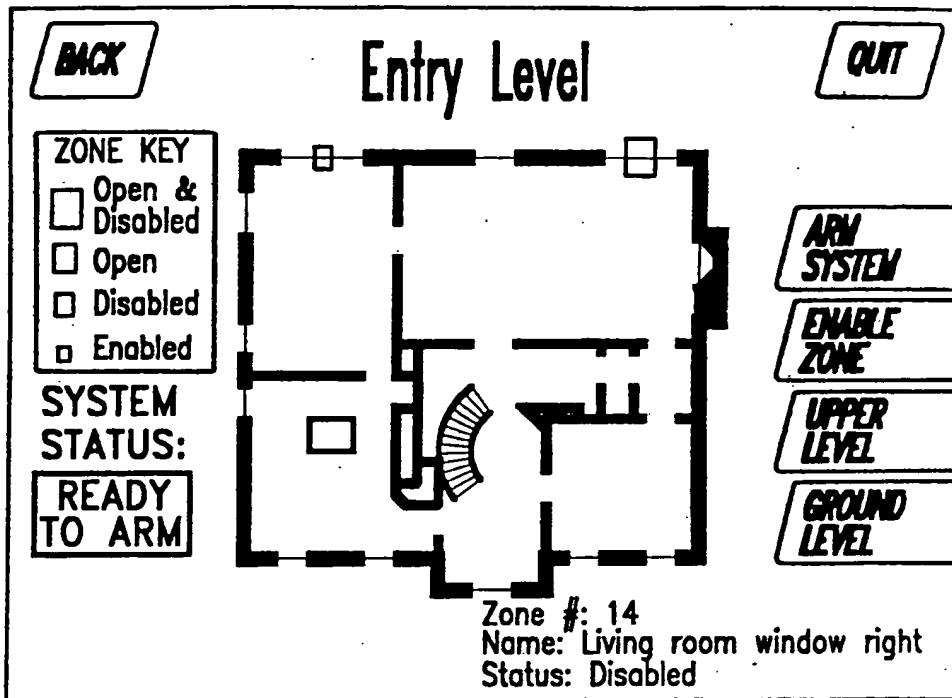 BACK
Entry Level
QUIT
ZONE KEY
Open &
Disabled
Open
Disabled
Enabled
SYSTEM
STATUS:
READY
TO ARM
ARM
SYSTEM
ENABLE
ZONE
UPPER
LEVEL
GROUND
LEVEL
Zone #: 14
Name: Living room window right
Status: Disabled